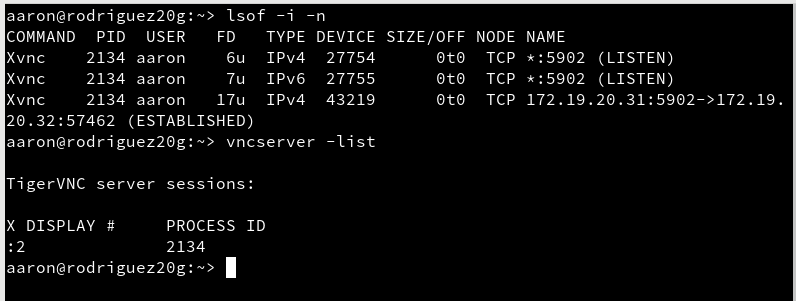 aaron@rodriguez20g:~> lsof -i -n
COMMAND  PID  USER   FD   TYPE DEVICE SIZE/OFF NODE NAME
Xvnc    2134 aaron    6u  IPv4  27754      0t0  TCP *:5902 (LISTEN)
Xvnc    2134 aaron    7u  IPv6  27755      0t0  TCP *:5902 (LISTEN)
Xvnc    2134 aaron   17u  IPv4  43219      0t0  TCP 172.19.20.31:5902->172.19.
20.32:57462 (ESTABLISHED)
aaron@rodriguez20g:~> vncserver -list
TigerVNC server sessions:
X DISPLAY #     PROCESS ID
:2              2134
aaron@rodriguez20g:~>